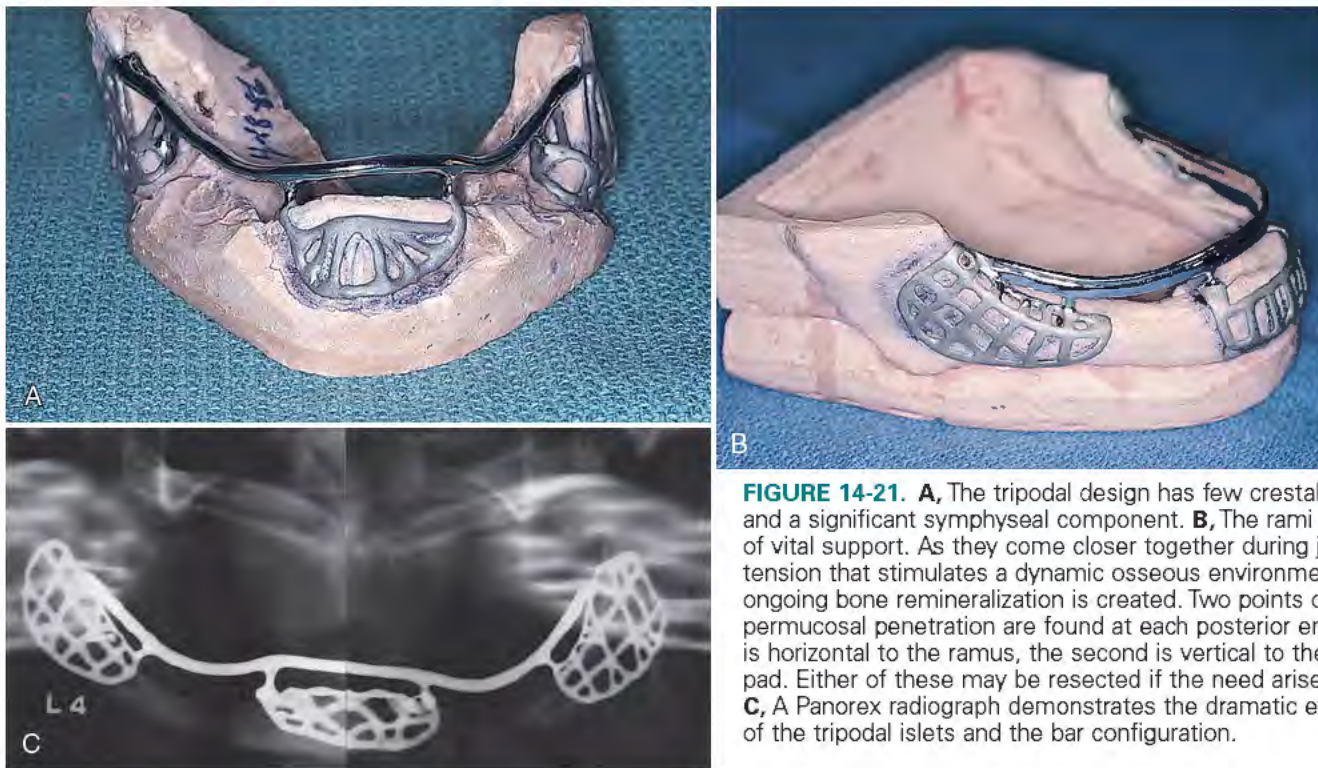 A
B
C
L 4
FIGURE 14-21. A, The tripodal design has few crestal
and a significant symphyseal component. B, The rami
of vital support. As they come closer together during
tension that stimulates a dynamic osseous
ongoing bone remineralization is created. Two points
permucosal penetration are found at each posterior
is horizontal to the ramus, the second is vertical to the
pad. Either of these may be resected if the need
C, A Panorex radiograph demonstrates the dramatic
of the tripodal islets and the bar configuration.